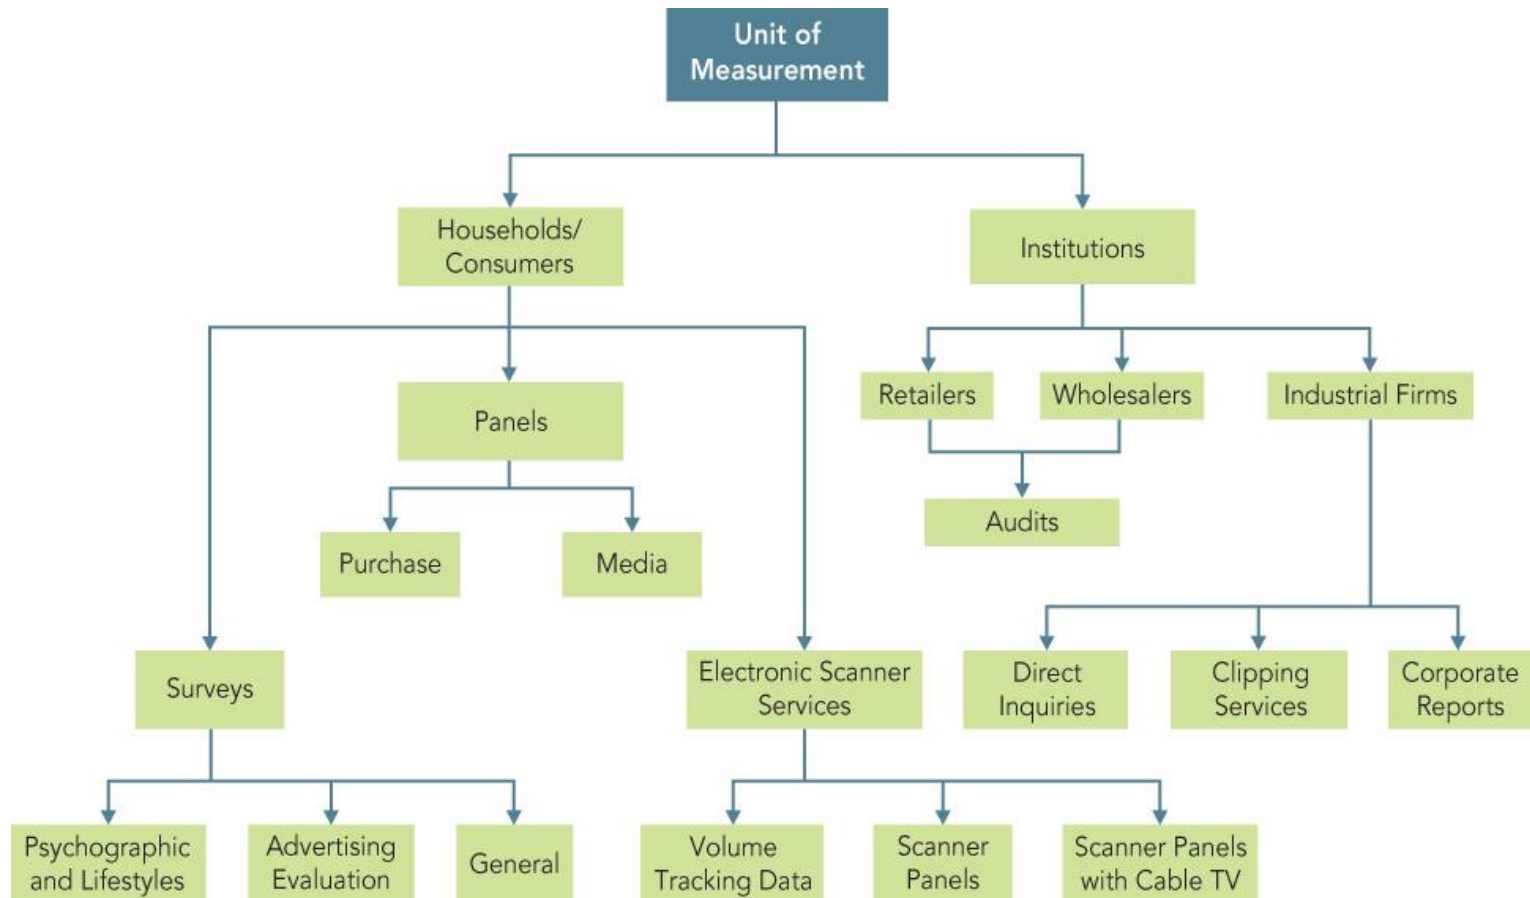 Unit of
Measurement
Households/
Consumers
Institutions
Retailers
Wholesalers
Industrial Firms
Panels
Audits
Purchase
Media
Surveys
Electronic Scanner
Services
Direct
Inquiries
Clipping
Services
Corporate
Reports
Psychographic
and Lifestyles
Advertising
Evaluation
General
Volume
Tracking Data
Scanner
Panels
Scanner Panels
with Cable TV